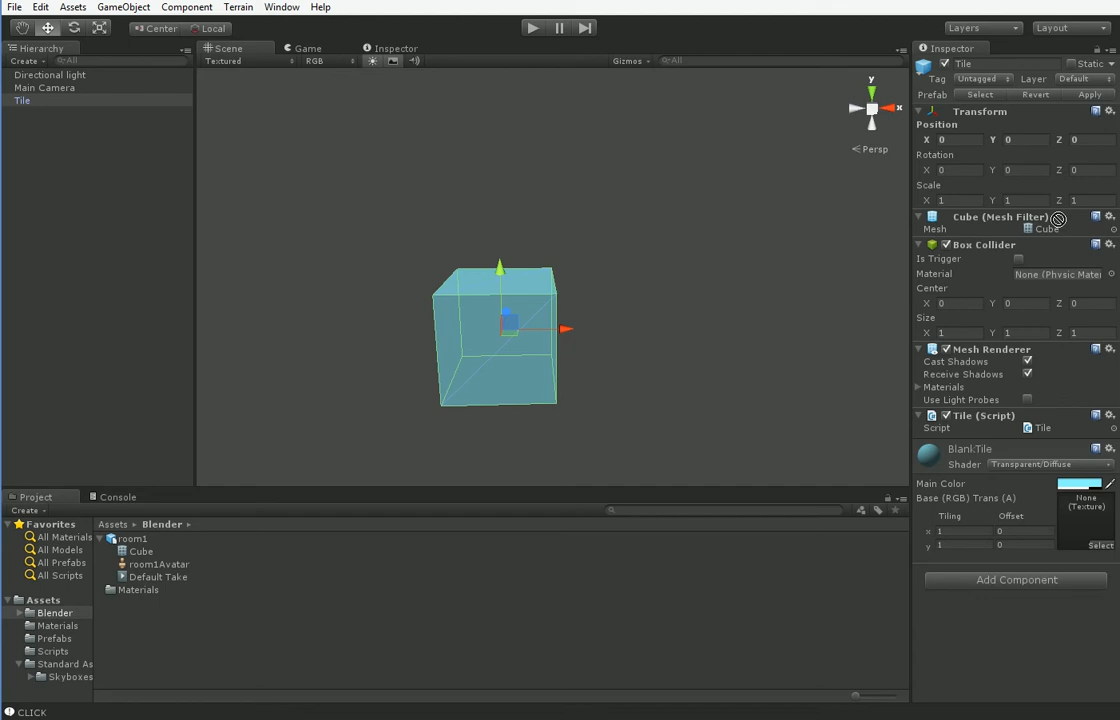 File Edit Assets GameObject Component Terrain Window Help
Center Local Layers Layout
Hierarchy Scene Game Inspector Inspector
Create All Textured RGB Gizmos All
Directional light
Main Camera
Tile
y
x
Persp
Tile Static
Tag Untagged Layer Default
Prefab Select Revert Apply
Transform
Position
X 0 Y 0 Z 0
Rotation
X 0 Y 0 Z 0
Scale
X 1 Y 1 Z 1
Cube (Mesh Filter)
Mesh Cube
Box Collider
Is Trigger
Material None (Physic Mater
Center
X 0 Y 0 Z 0
Size
X 1 Y 1 Z 1
Mesh Renderer
Cast Shadows
Receive Shadows
Materials
Use Light Probes
Tile (Script)
Script Tile
BlankTile
Shader Transparent/Diffuse
Main Color
Base (RGB) Trans (A) None
(Texture)
Tiling Offset
x 1 0
y 1 0 Select
Add Component
Project Console
Create
Favorites
All Materials
All Models
All Prefabs
All Scripts
Assets
Blender
Materials
Prefabs
Scripts
Standard As
Skyboxes
Assets Blender
room1
Cube
room1Avatar
Default Take
Materials
CLICK